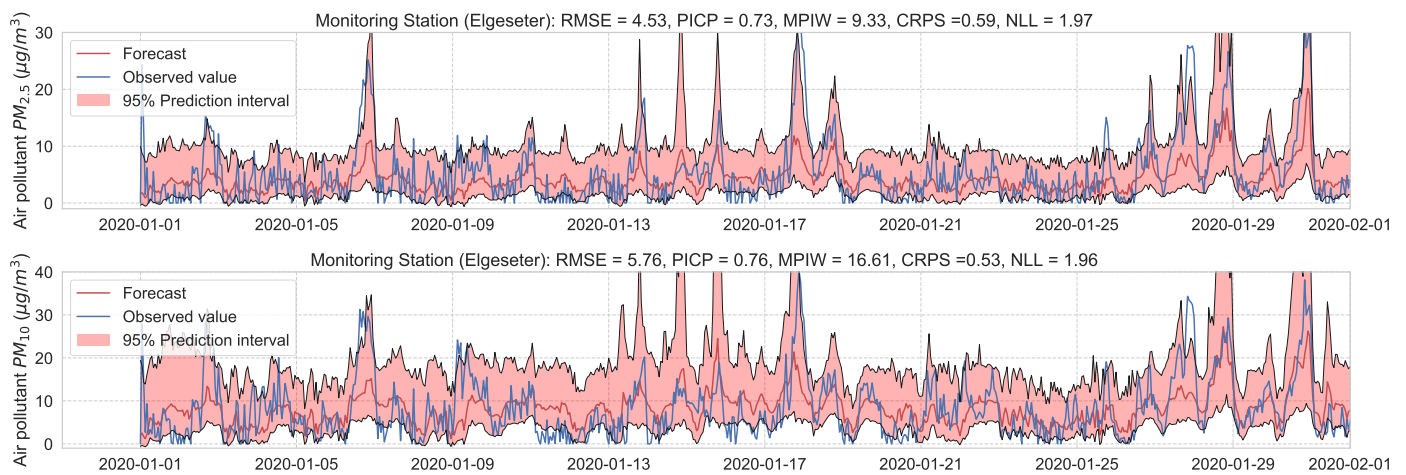 Monitoring Station (Elgeseter): RMSE = 4.53, PICP = 0.73, MPIW = 9.33, CRPS =0.59, NLL = 1.97
Air pollutant PM2.5 (μg/m3)
30
20
10
0
Forecast
Observed value
95% Prediction interval
2020-01-01 2020-01-05 2020-01-09 2020-01-13 2020-01-17 2020-01-21 2020-01-25 2020-01-29 2020-02-01
Monitoring Station (Elgeseter): RMSE = 5.76, PICP = 0.76, MPIW = 16.61, CRPS =0.53, NLL = 1.96
Air pollutant PM10 (μg/m3)
40
30
20
10
0
Forecast
Observed value
95% Prediction interval
2020-01-01 2020-01-05 2020-01-09 2020-01-13 2020-01-17 2020-01-21 2020-01-25 2020-01-29 2020-02-01